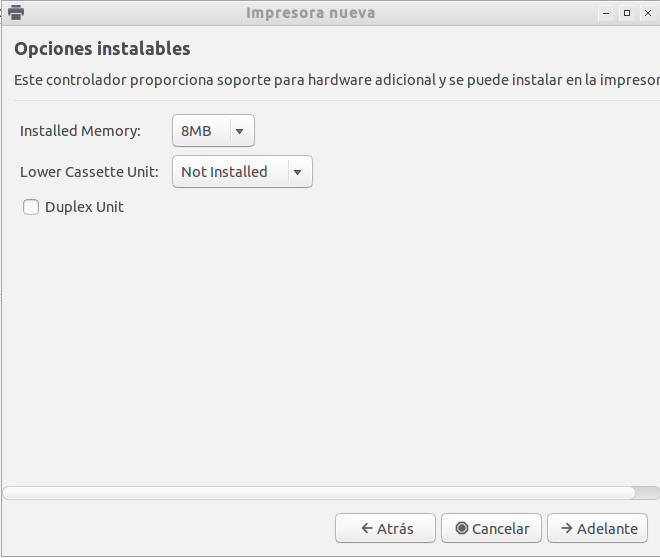 Impresora nueva
Opciones instalables
Este controlador proporciona soporte para hardware adicional y se puede instalar en la impresor
Installed Memory: 8MB
Lower Cassette Unit: Not Installed
Duplex Unit
Atrás Cancelar Adelante